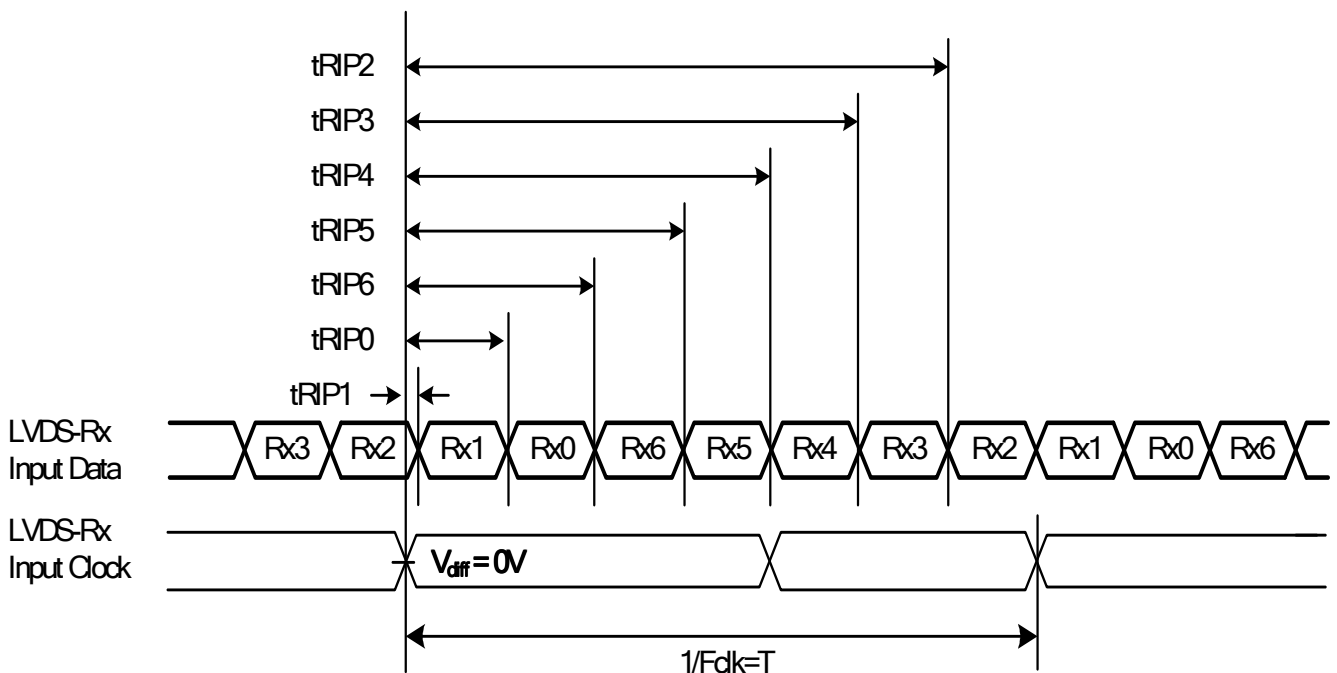 tRIP2
tRIP3
tRIP4
tRIP5
tRIP6
tRIP0
tRIP1
LVDS-Rx
Input Data
Rx3 Rx2 Rx1 Rx0 Rx6 Rx5 Rx4 Rx3 Rx2 Rx1 Rx0 Rx6
LVDS-Rx
Input Clock
Vdiff = 0V
1/Fclk=T